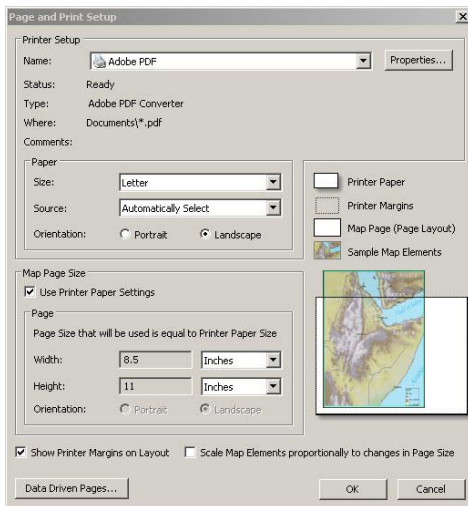 Page and Print Setup
Printer Setup
Name: Adobe PDF Properties...
Status: Ready
Type: Adobe PDF Converter
Where: Documents\*.pdf
Comments:
Paper
Size: Letter
Source: Automatically Select
Orientation: Portrait Landscape
Printer Paper
Printer Margins
Map Page (Page Layout)
Sample Map Elements
Map Page Size
Use Printer Paper Settings
Page
Page Size that will be used is equal to Printer Paper Size
Width: 8.5 Inches
Height: 11 Inches
Orientation: Portrait Landscape
Show Printer Margins on Layout Scale Map Elements proportionally to changes in Page Size
Data Driven Pages... OK Cancel